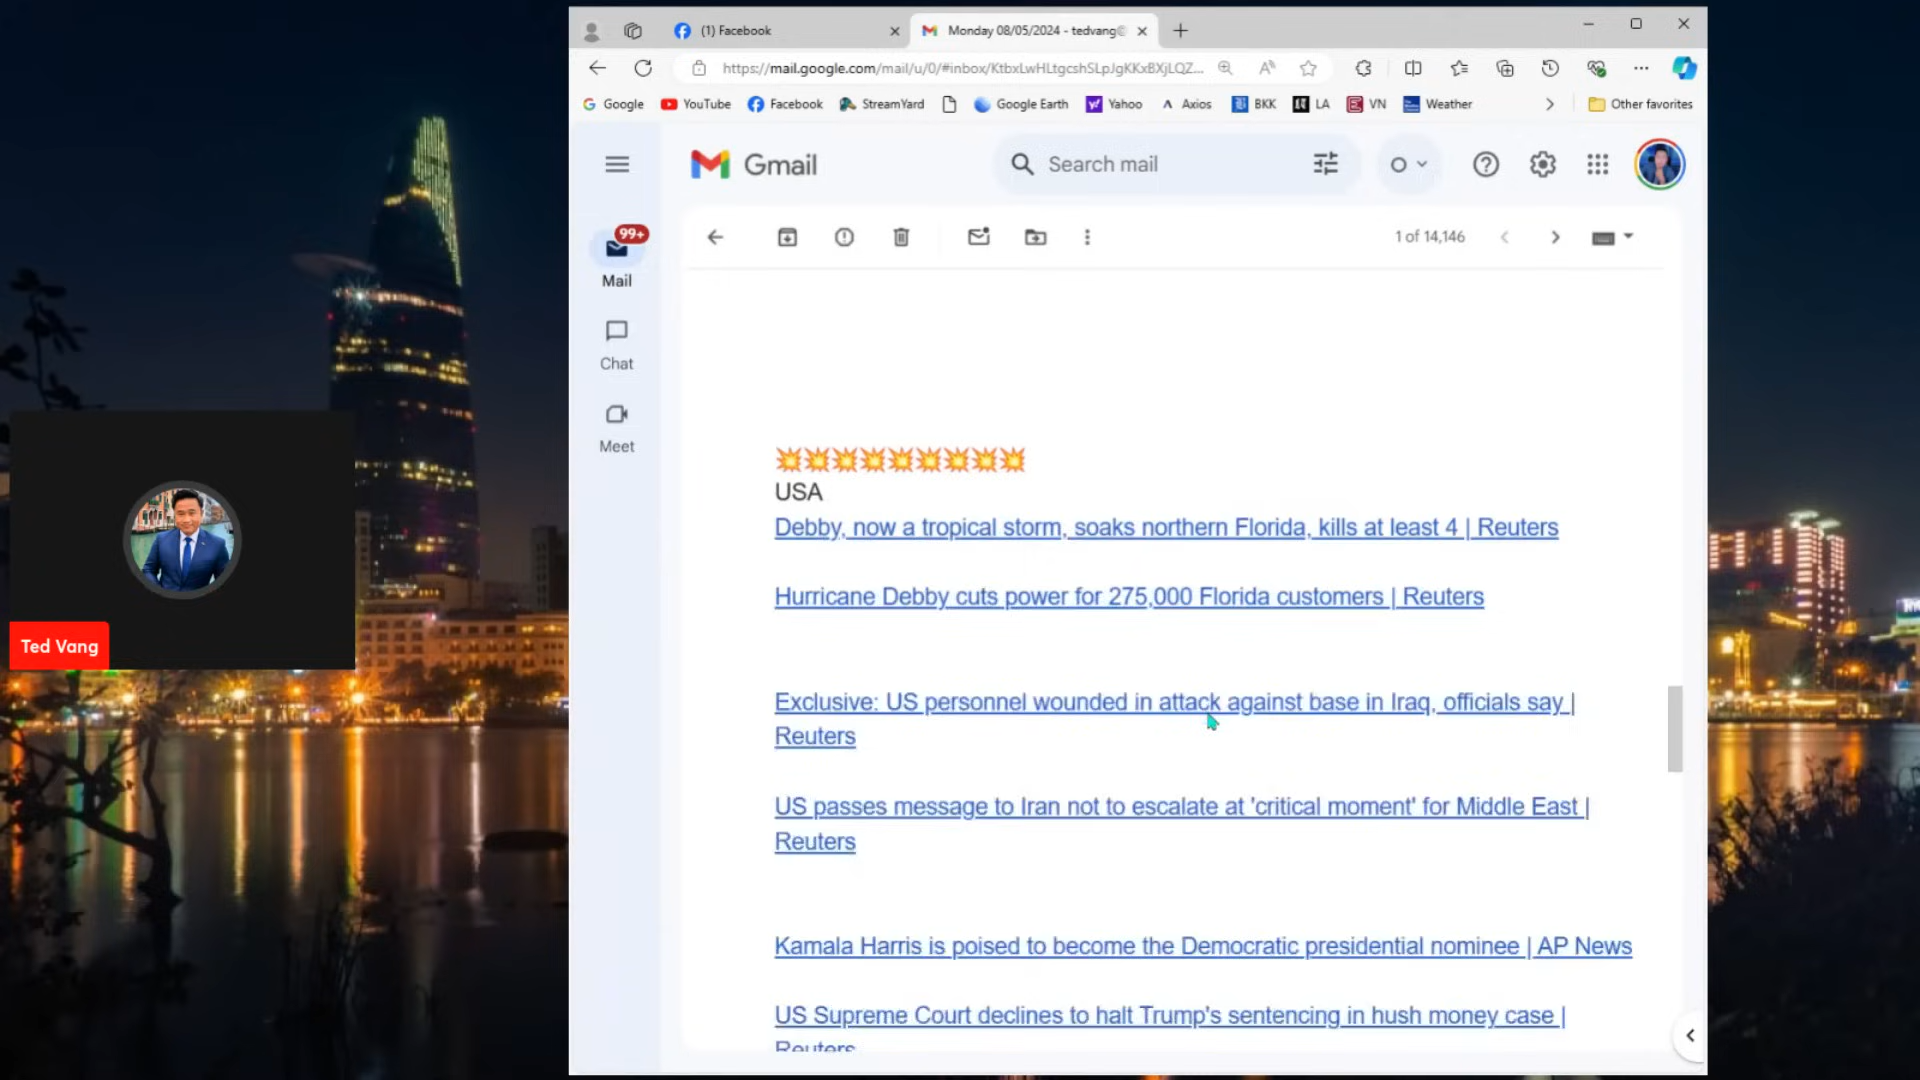 (1) Facebook
Monday 08/05/2024 - tedvang@
https://mail.google.com/mail/u/0/#inbox/KtbxLwHLtgcshSLpJgKKxBXjLQZ...
Google
YouTube
Facebook
StreamYard
Google Earth
Yahoo
Axios
BKK
LA
VN
Weather
Other favorites
Gmail
Search mail
99+
Mail
1 of 14,146
Chat
Meet
USA
Debby, now a tropical storm, soaks northern Florida, kills at least 4 | Reuters
Hurricane Debby cuts power for 275,000 Florida customers | Reuters
Exclusive: US personnel wounded in attack against base in Iraq, officials say |
Reuters
US passes message to Iran not to escalate at 'critical moment' for Middle East |
Reuters
Kamala Harris is poised to become the Democratic presidential nominee | AP News
US Supreme Court declines to halt Trump's sentencing in hush money case |
Reuters
Ted Vang